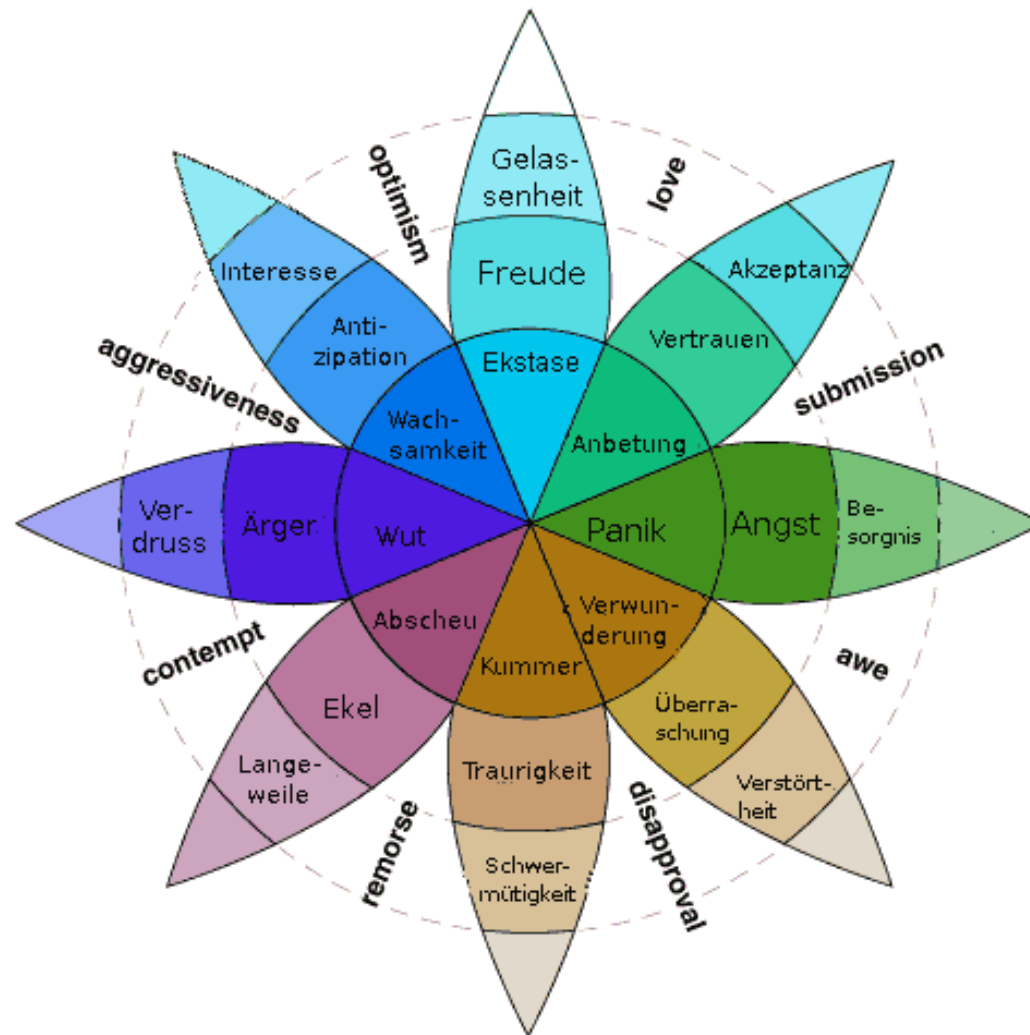 optimism
Gelas-
senheit
love
Interesse
Freude
Akzeptanz
Anti-
zipation
Vertrauen
aggressiveness
Ekstase
submission
Wach-
samkeit
Anbetung
Ver-
druss
Ärger
Wut
Panik
Angst
Be-
sorgnis
Abscheu
Verwun-
derung
contempt
Kummer
awe
Ekel
Überra-
schung
Lange-
weile
Traurigkeit
Verstört-
heit
remorse
disapproval
Schwer-
mütigkeit